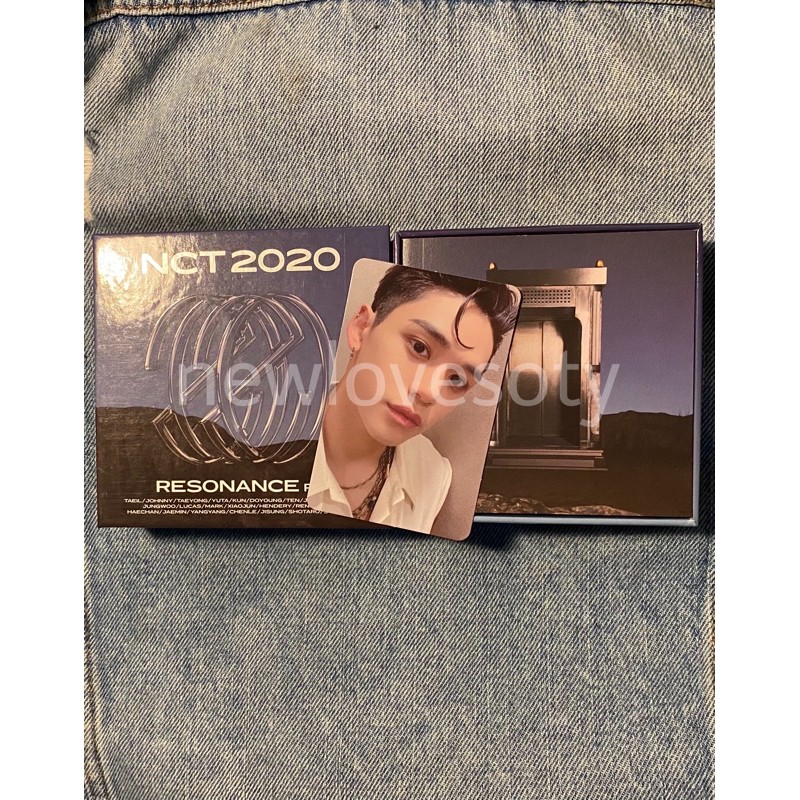 NCT 2020
newlovesoty
RESONANCE
TAEIL/JOHNNY/TAEYONG/YUTA/KUN/DOYOUNG/TEN/
JUNGWOO/LUCAS/MARK/XIAOJUN/HENDERY/REN
HAECHAN/JAEMIN/YANGYANG/CHENLE/JISUNG/SHOTARO/